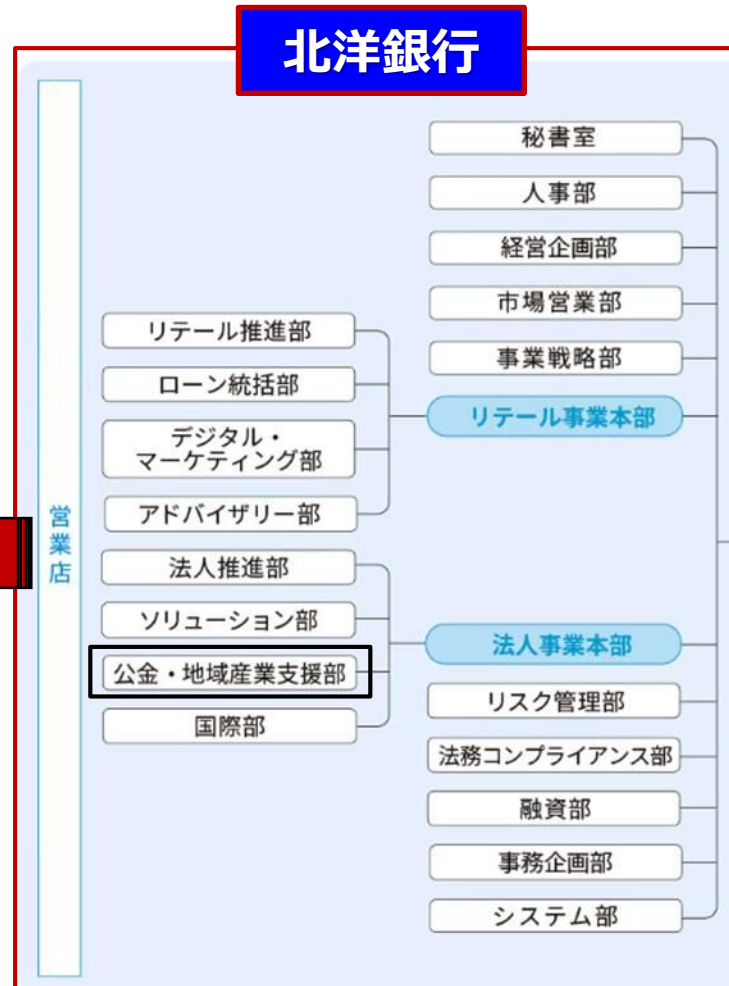 北洋銀行
営業店
秘書室
人事部
経営企画部
市場営業部
事業戦略部
リテール事業本部
リテール推進部
ローン統括部
デジタル・
マーケティング部
アドバイザリー部
法人事業本部
法人推進部
ソリューション部
公金・地域産業支援部
国際部
リスク管理部
法務コンプライアンス部
融資部
事務企画部
システム部